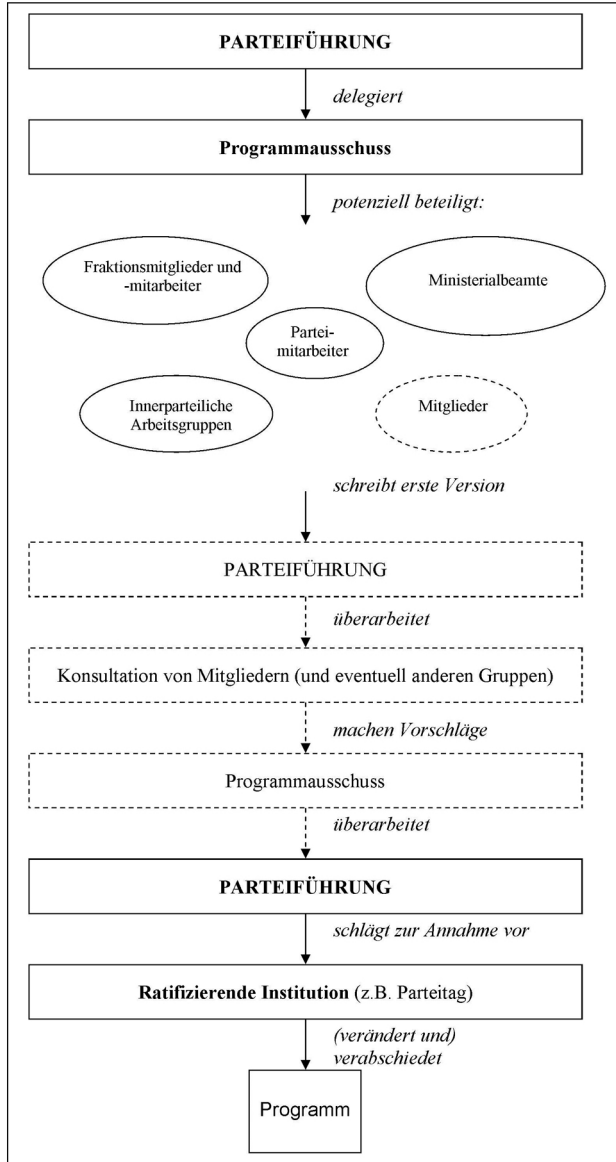 PARTEIFÜHRUNG
delegiert
Programmausschuss
potenziell beteiligt:
Fraktionsmitglieder und
-mitarbeiter
Ministerialbeamte
Partei-
mitarbeiter
Innerparteiliche
Arbeitsgruppen
Mitglieder
schreibt erste Version
PARTEIFÜHRUNG
überarbeitet
Konsultation von Mitgliedern (und eventuell anderen Gruppen)
machen Vorschläge
Programmausschuss
überarbeitet
PARTEIFÜHRUNG
schlägt zur Annahme vor
Ratifizierende Institution (z.B. Parteitag)
(verändert und)
verabschiedet
Programm